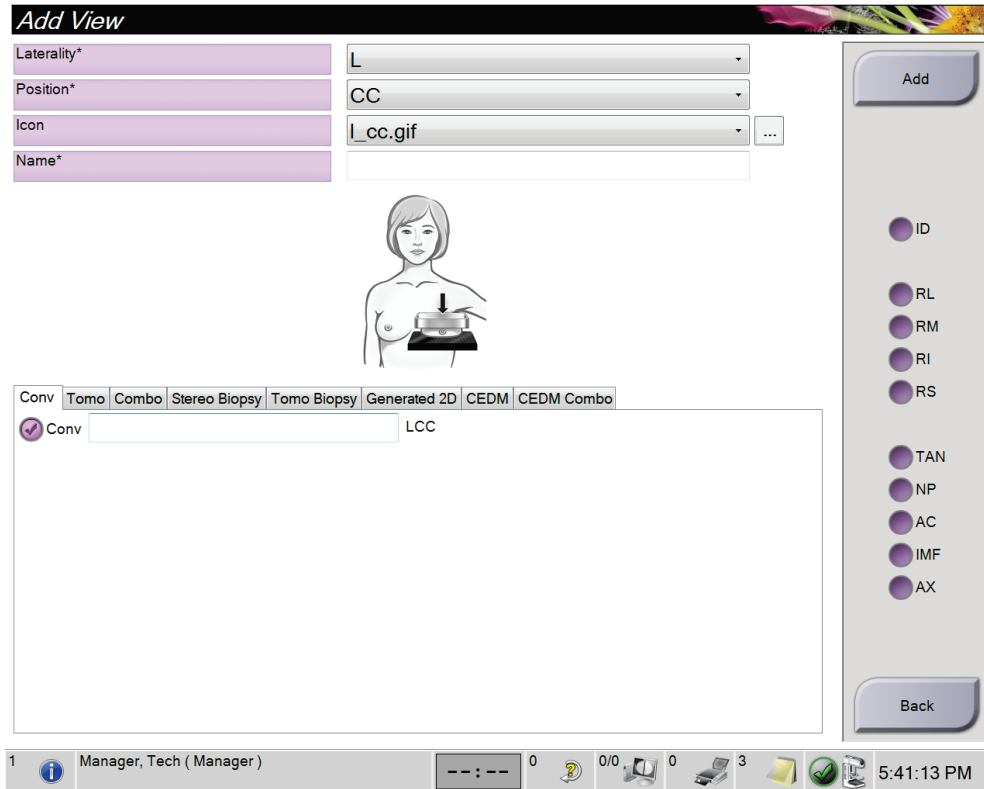 Add View
Laterality*
L
Position*
CC
Icon
l_cc.gif
...
Name*
Add
ID
RL
RM
RI
RS
TAN
NP
AC
IMF
AX
Back
Conv Tomo Combo Stereo Biopsy Tomo Biopsy Generated 2D CEDM CEDM Combo
Conv LCC
1 Manager, Tech ( Manager ) --:-- 0 0/0 0 3 5:41:13 PM